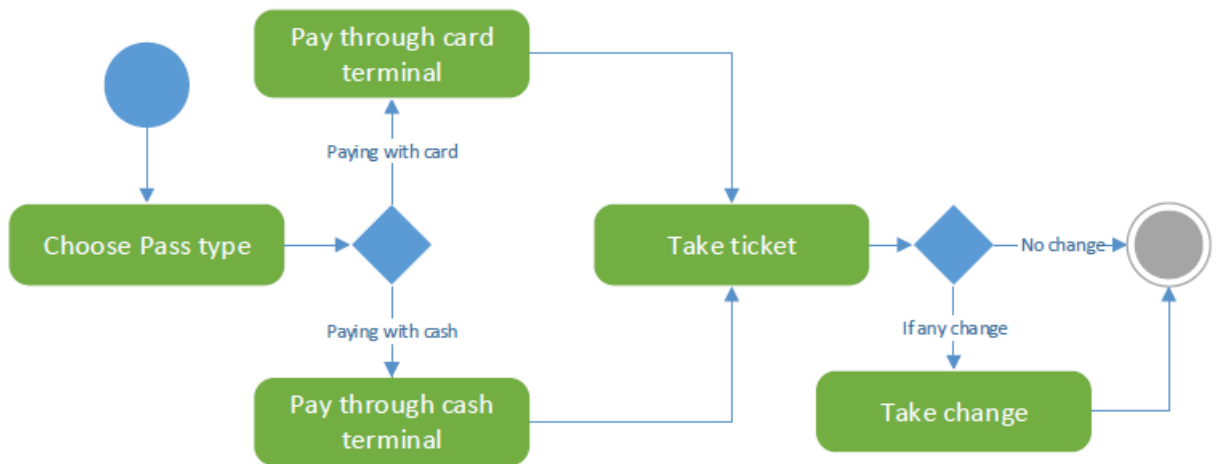 Pay through card
terminal
Paying with card
Choose Pass type
Take ticket
No change
Paying with cash
If any change
Pay through cash
terminal
Take change